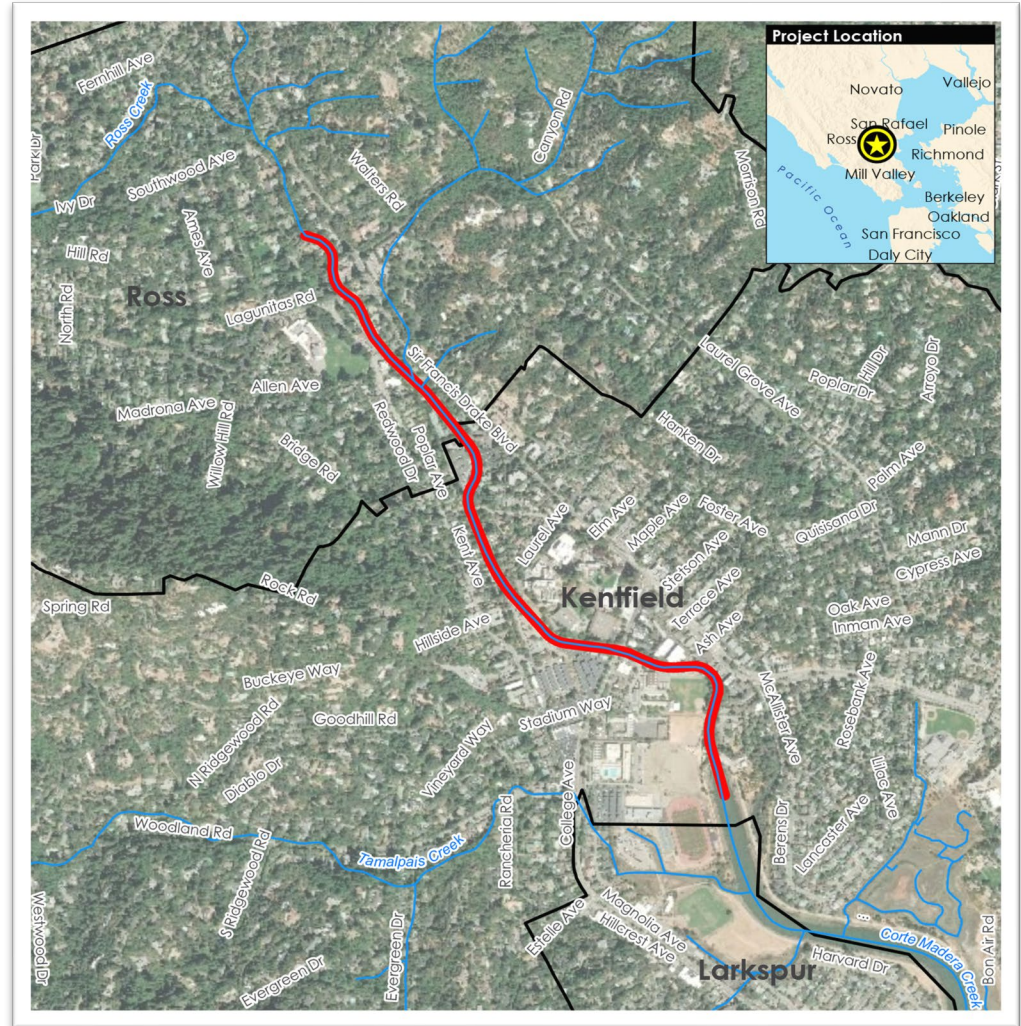 Project Location
Novato
Vallejo
San Rafael
Ross
Pinole
Richmond
Mill Valley
Pacific Ocean
Berkeley
Oakland
San Francisco
Daly City
Fernhill Ave
Ross Creek
Canyon Rd
Park Dr
Southwood Ave
Walters Rd
Morrison Rd
Ivy Dr
Ames Ave
Hill Rd
Ross
North Rd
Lagunitas Rd
Sir Francis Drake Blvd
Laurel Grove Ave
Hill Dr
Poplar Dr
Arroyo Dr
Allen Ave
Madrona Ave
Willow Hill Rd
Redwood Dr
Poplar Ave
Bridge Rd
Hanken Dr
Palm Ave
Laurel Ave
Elm Ave
Maple Ave
Foster Ave
Quisisana Dr
Mann Dr
Kent Ave
Stetson Ave
Cypress Ave
Rock Rd
Spring Rd
Kentfield
Terrace Ave
Oak Ave
Inman Ave
Hillside Ave
Ash Ave
Buckeye Way
McAllister Ave
Rosebank Ave
N Ridgewood Rd
Goodhill Rd
Stadium Way
Vineyard Way
Diablo Dr
Lilac Ave
College Ave
Rancheria Rd
Berens Dr
Lancaster Ave
Woodland Rd
Tamalpais Creek
S Ridgewood Rd
Westwood Dr
Evergreen Dr
Evergreen Dr
Estelle Ave
Magnolia Ave
Hillcrest Ave
Larkspur
Harvard Dr
Corte Madera Creek
Bon Air Rd